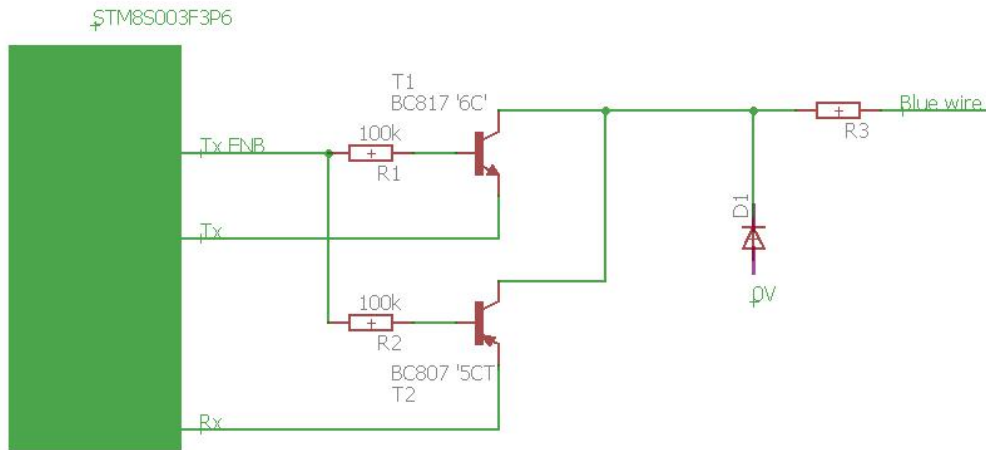 STM8S003F3P6
T1
BC817 '6C'
Blue wire
100k
R3
Tx ENB
R1
D1
Tx
0V
100k
R2
BC807 '5CT
T2
Rx